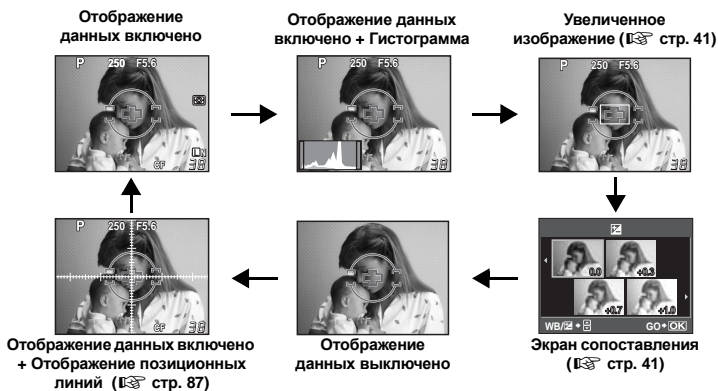 Отображение
данных включено
P 250 F5.6
CF
38
Отображение данных
включено + Гистограмма
P 250 F5.6
38
Увеличенное
изображение (☞ стр. 41)
P 250 F5.6
38
Отображение данных включено
+ Отображение позиционных
линий (☞ стр. 87)
P 250 F5.6
CF
38
Отображение
данных выключено
0.0 +0.3
+0.7 +1.0
WB/ GO OK
Экран сопоставления
(☞ стр. 41)